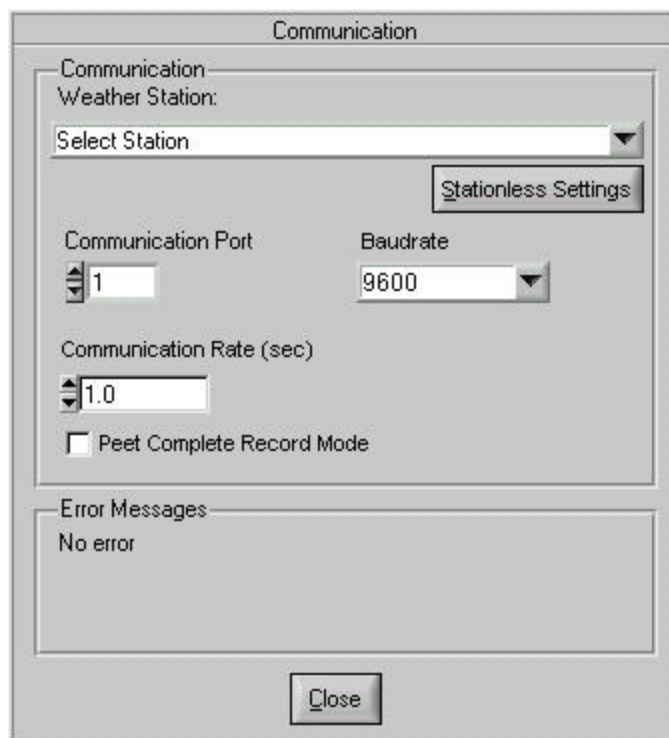 Communication
Communication
Weather Station:
Select Station
Stationless Settings
Communication Port
Baudrate
1
9600
Communication Rate (sec)
1.0
Peet Complete Record Mode
Error Messages
No error
Close